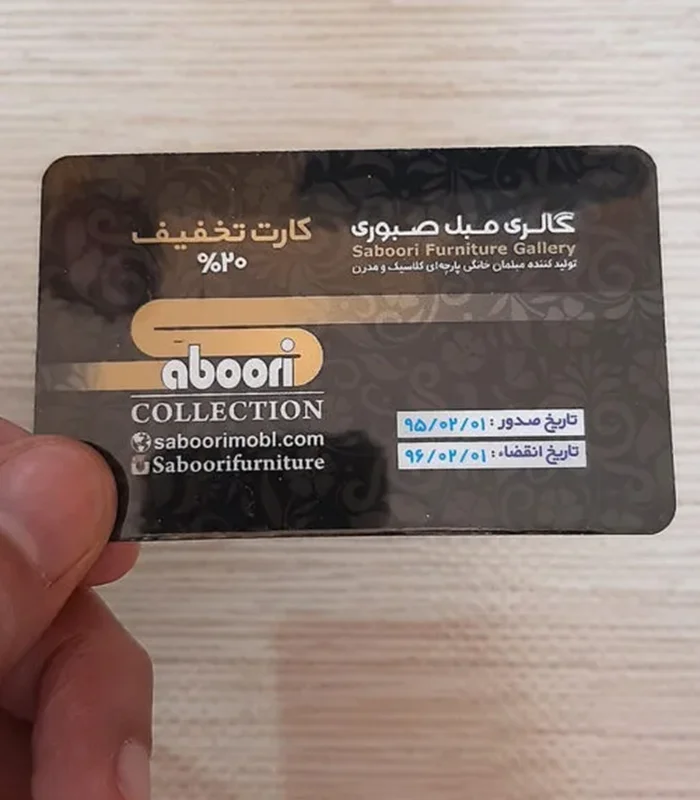 گالری مبل صبوری
Saboori Furniture Gallery
تولید کننده مبلمان خانگی پارچه‌ای کلاسیک و مدرن
کارت تخفیف
%۲۰
Saboori
COLLECTION
saboorimobl.com
Saboorifurniture
تاریخ صدور : ۹۵/۰۲/۰۱
تاریخ انقضاء : ۹۶/۰۲/۰۱